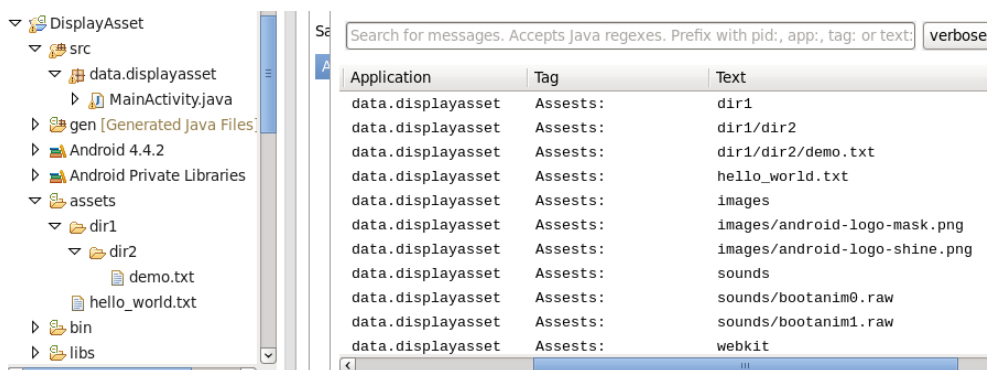 DisplayAsset
src
data.displayasset
MainActivity.java
gen [Generated Java Files]
Android 4.4.2
Android Private Libraries
assets
dir1
dir2
demo.txt
hello_world.txt
bin
libs
Sa
A
Search for messages. Accepts Java regexes. Prefix with pid:, app:, tag: or text: verbose
Application Tag Text
data.displayasset Assests: dir1
data.displayasset Assests: dir1/dir2
data.displayasset Assests: dir1/dir2/demo.txt
data.displayasset Assests: hello_world.txt
data.displayasset Assests: images
data.displayasset Assests: images/android-logo-mask.png
data.displayasset Assests: images/android-logo-shine.png
data.displayasset Assests: sounds
data.displayasset Assests: sounds/bootanim0.raw
data.displayasset Assests: sounds/bootanim1.raw
data.displayasset Assests: webkit